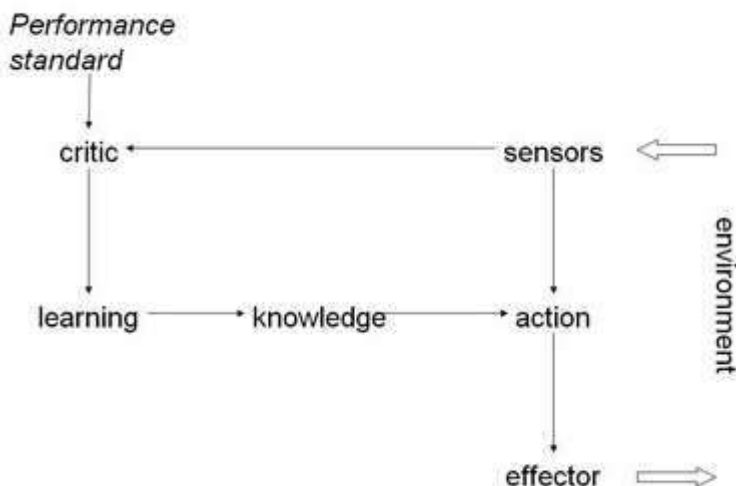 Performance
standard
critic
sensors
environment
learning
knowledge
action
effector